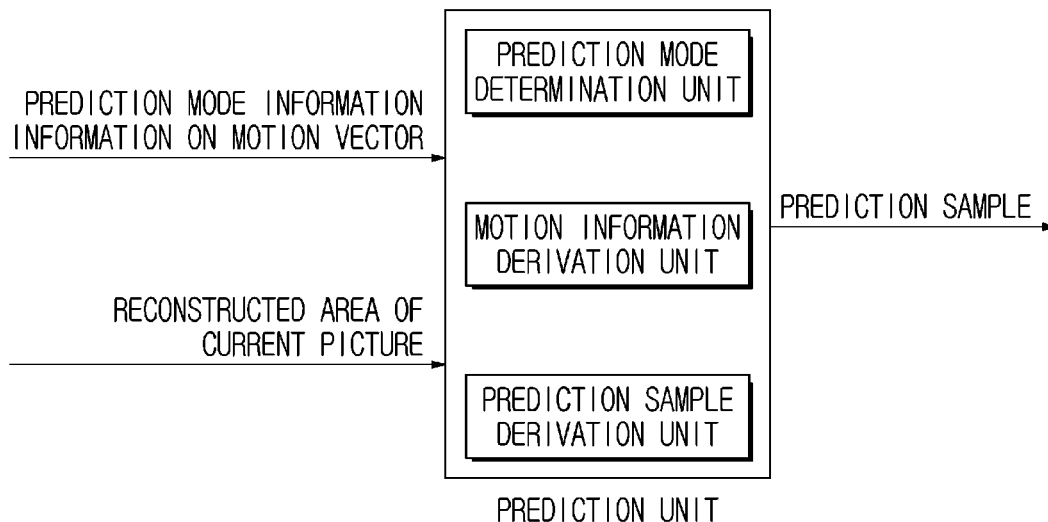 PREDICTION MODE
DETERMINATION UNIT
PREDICTION MODE INFORMATION
INFORMATION ON MOTION VECTOR
PREDICTION SAMPLE
MOTION INFORMATION
DERIVATION UNIT
RECONSTRUCTED AREA OF
CURRENT PICTURE
PREDICTION SAMPLE
DERIVATION UNIT
PREDICTION UNIT